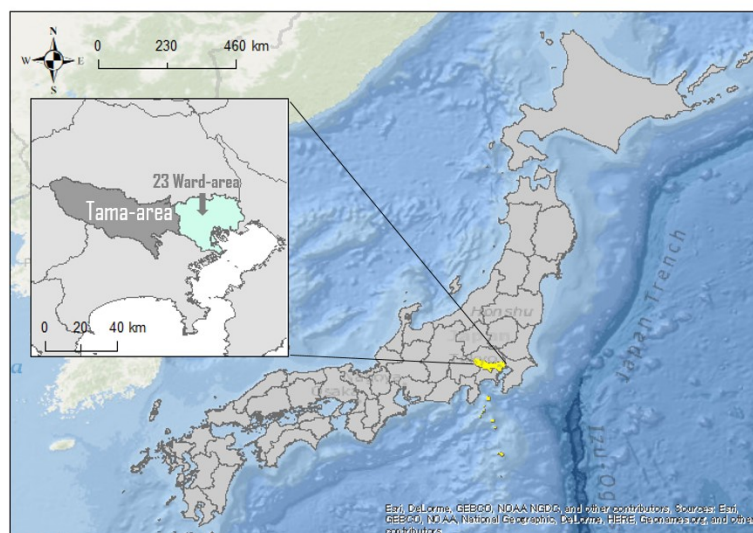 N
W E
S
0 230 460 km
23 Ward-area
Tama-area
0 20 40 km
Honshu
Japan
Japan Trench
Esri, DeLorme, GEBCO, NOAA NGDC, and other contributors, Sources: Esri,
GEBCO, NOAA, National Geographic, DeLorme, HERE, Geonames.org, and other
contributors